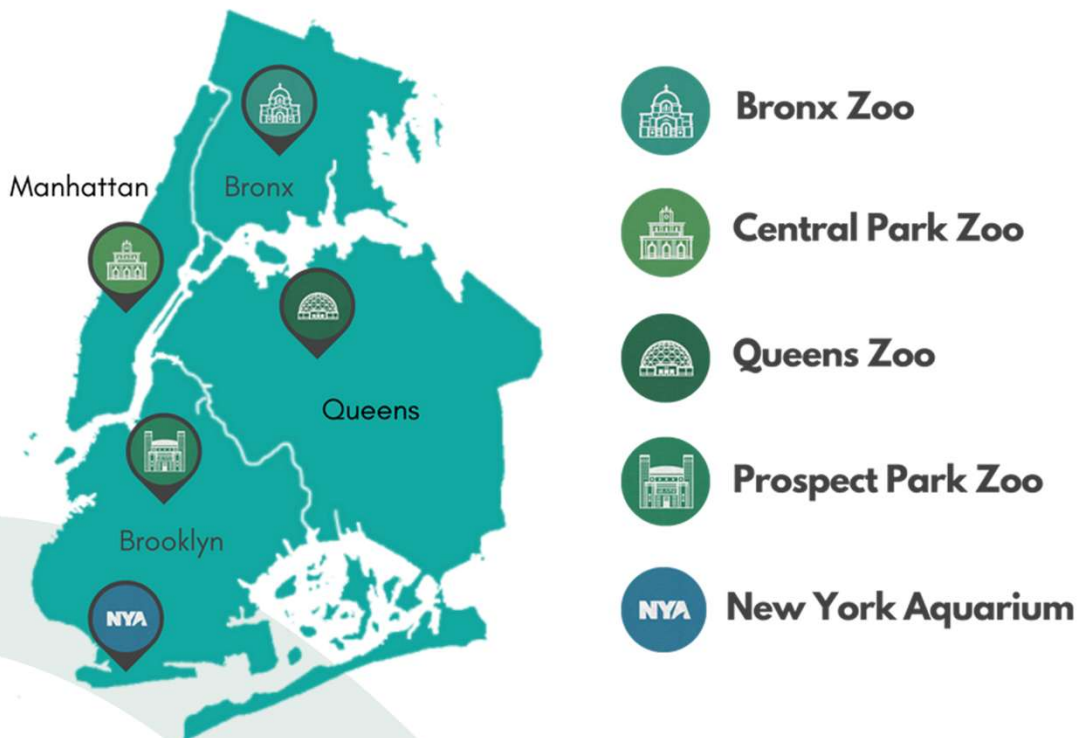 Manhattan
Bronx
Queens
Brooklyn
NYA
Bronx Zoo
Central Park Zoo
Queens Zoo
Prospect Park Zoo
NYA
New York Aquarium